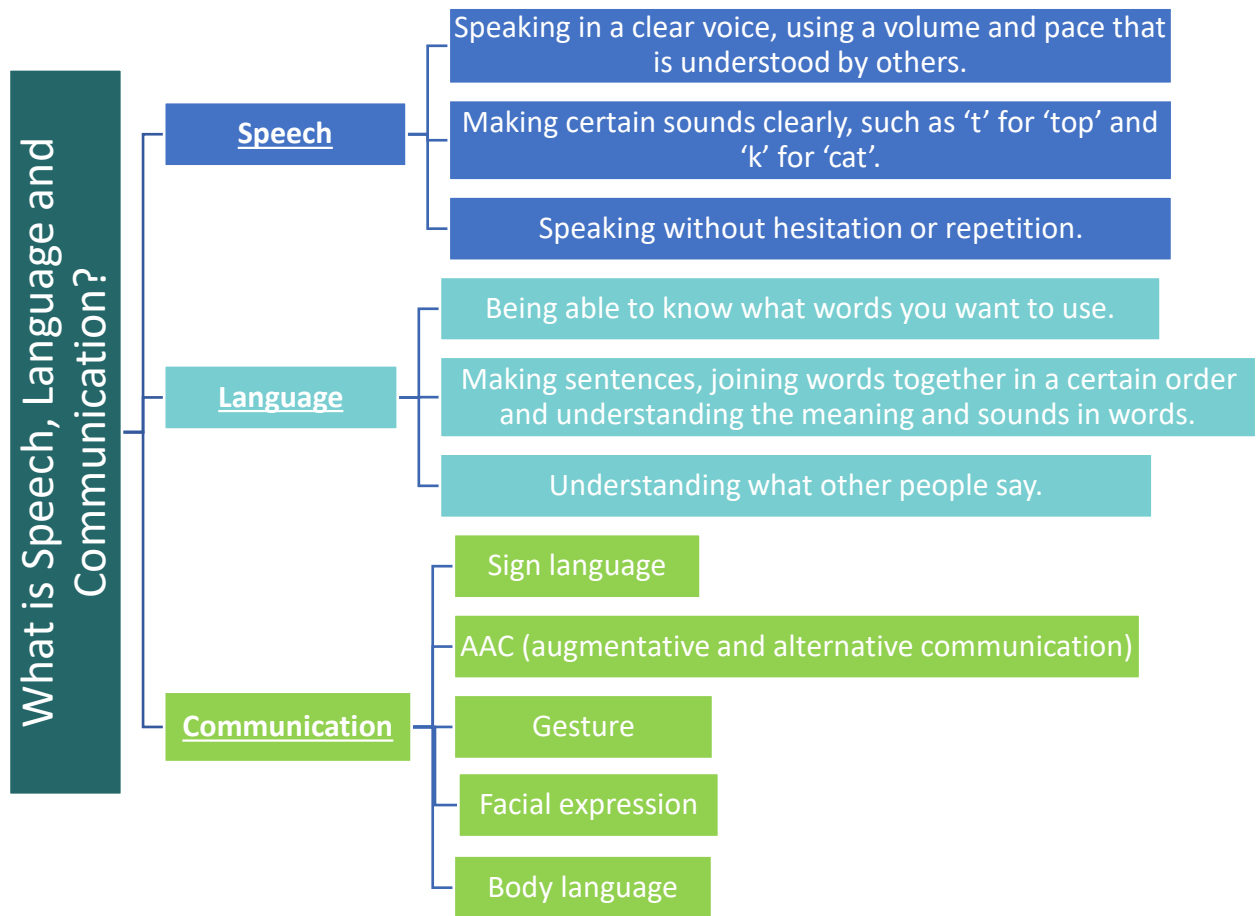 What is Speech, Language and
Communication?
Speech
Speaking in a clear voice, using a volume and pace that
is understood by others.
Making certain sounds clearly, such as ‘t’ for ‘top’ and
‘k’ for ‘cat’.
Speaking without hesitation or repetition.
Language
Being able to know what words you want to use.
Making sentences, joining words together in a certain order
and understanding the meaning and sounds in words.
Understanding what other people say.
Communication
Sign language
AAC (augmentative and alternative communication)
Gesture
Facial expression
Body language